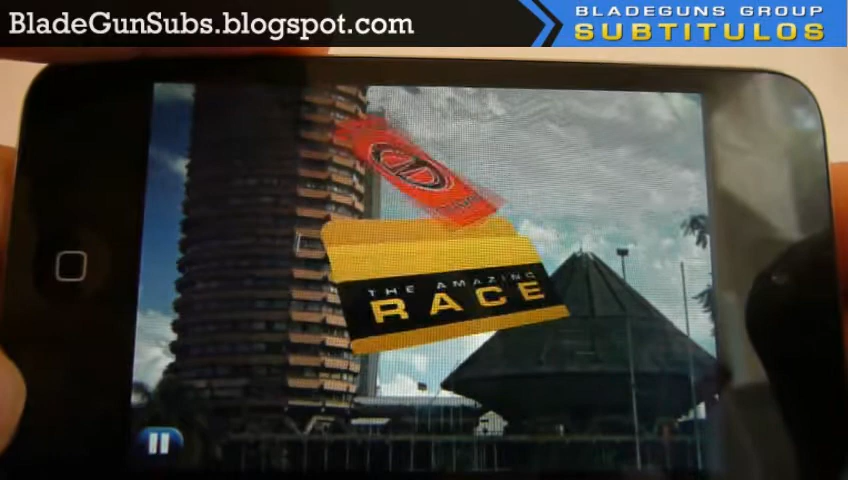 BladeGunSubs.blogspot.com
BLADEGUNS GROUP
SUBTITULOS
THE AMAZING
RACE